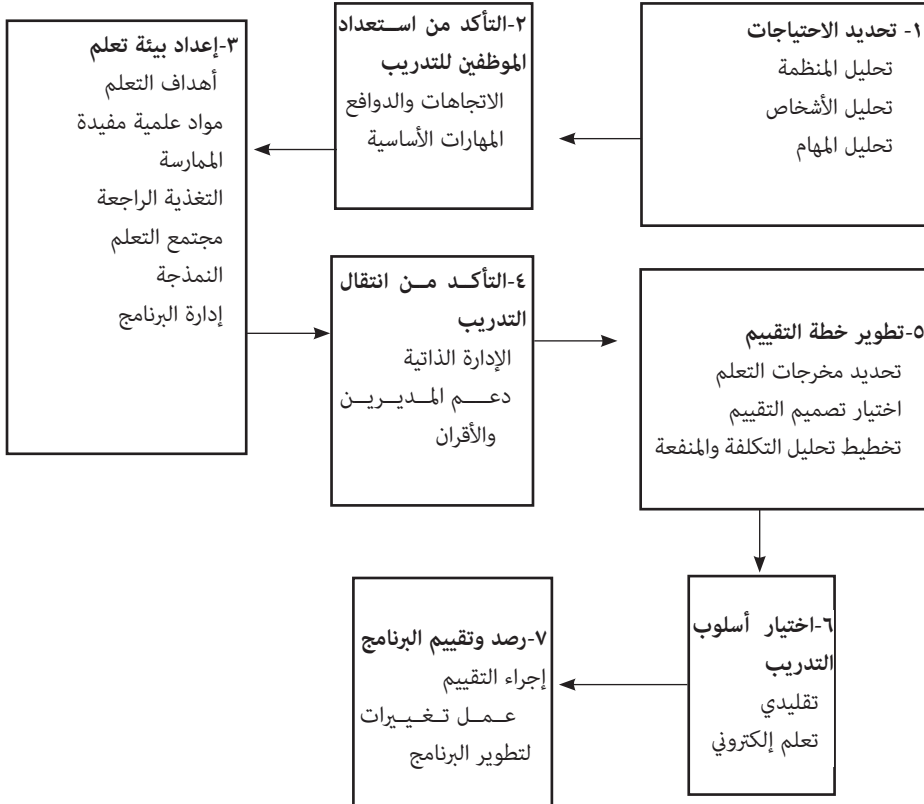 ١- تحديد الاحتياجات
تحليل المنظمة
تحليل الأشخاص
تحليل المهام
٢-التأكد من استعداد
الموظفين للتدريب
الاتجاهات والدوافع
المهارات الأساسية
٣-إعداد بيئة تعلم
أهداف التعلم
مواد علمية مفيدة
الممارسة
التغذية الراجعة
مجتمع التعلم
النمذجة
إدارة البرنامج
٤-التأكد من انتقال
التدريب
الإدارة الذاتية
دعم المديرين
والأقران
٥-تطوير خطة التقييم
تحديد مخرجات التعلم
اختيار تصميم التقييم
تخطيط تحليل التكلفة والمنفعة
٦-اختيار أسلوب
التدريب
تقليدي
تعلم إلكتروني
٧-رصد وتقييم البرنامج
إجراء التقييم
عمل تغييرات
لتطوير البرنامج